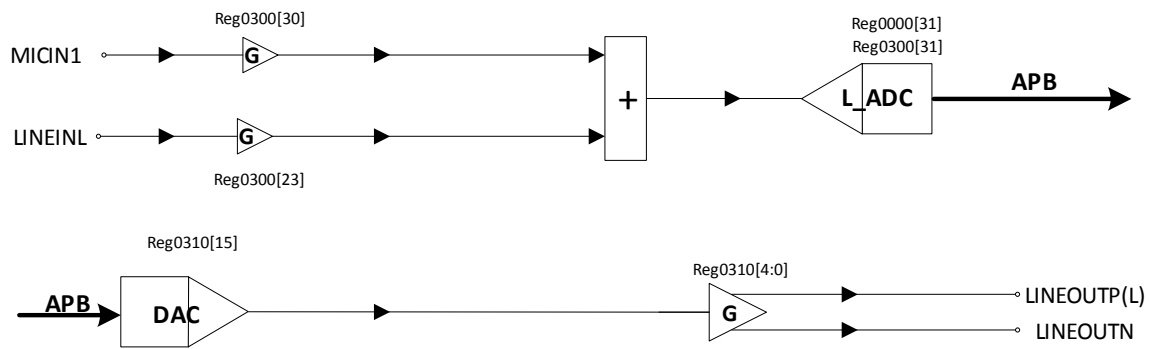 Reg0300[30]
MICIN1
G
Reg0000[31]
Reg0300[31]
L_ADC
APB
+
LINEINL
G
Reg0300[23]
Reg0310[15]
APB
DAC
Reg0310[4:0]
G
LINEOUTP(L)
LINEOUTN